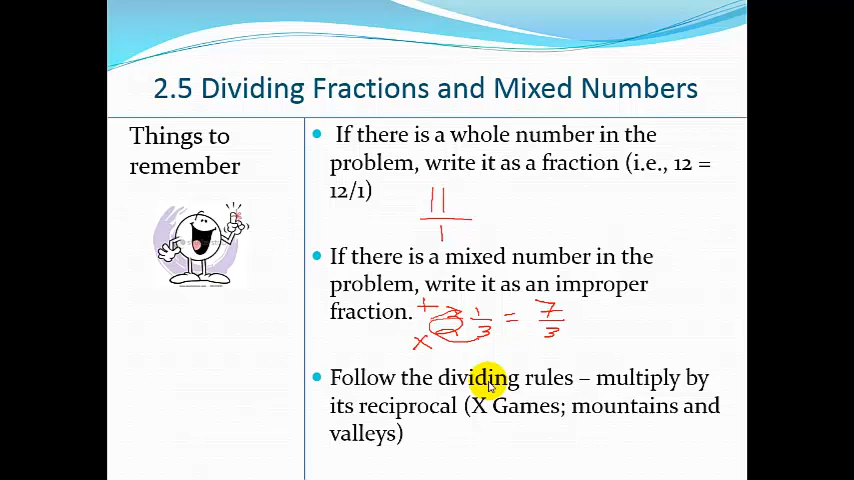 2.5 Dividing Fractions and Mixed Numbers
Things to
remember
If there is a whole number in the
problem, write it as a fraction (i.e., 12 =
12/1)
11
1
If there is a mixed number in the
problem, write it as an improper
fraction.
+ 2 1/3 = 7/3
x
Follow the dividing rules – multiply by
its reciprocal (X Games; mountains and
valleys)